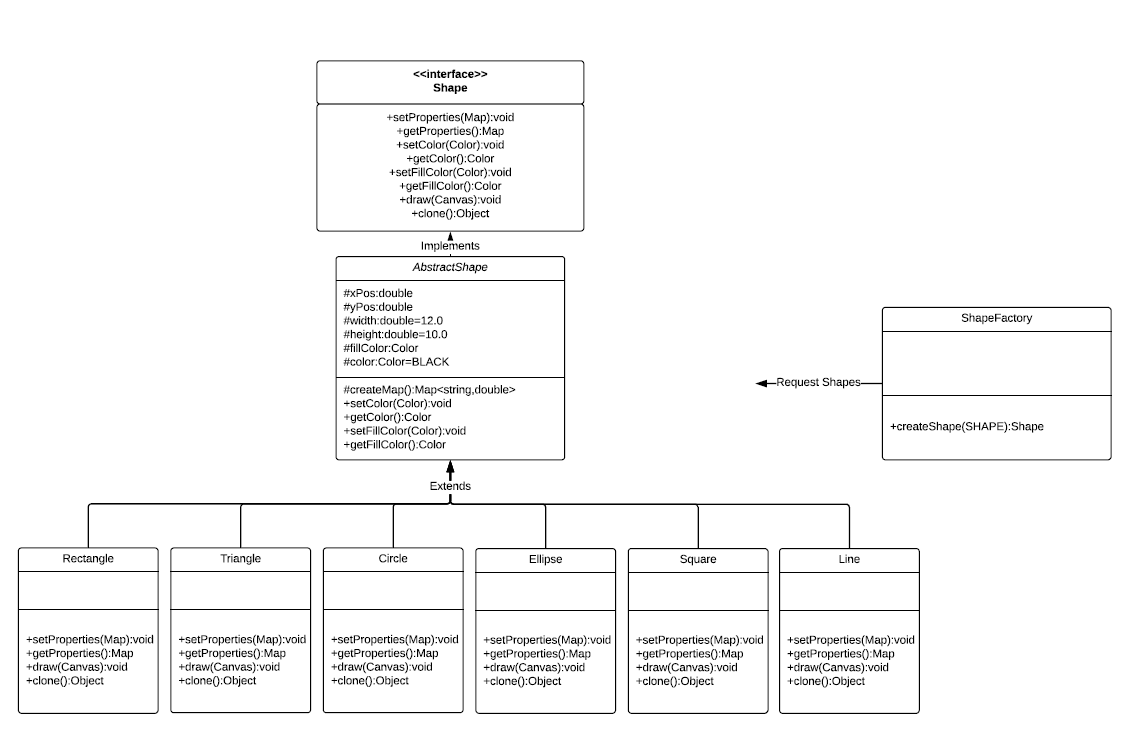 <<interface>>
Shape
+setProperties(Map):void
+getProperties():Map
+setColor(Color):void
+getColor():Color
+setFillColor(Color):void
+getFillColor():Color
+draw(Canvas):void
+clone():Object
Implements
AbstractShape
#xPos:double
#yPos:double
#width:double=12.0
#height:double=10.0
#fillColor:Color
#color:Color=BLACK
#createMap():Map<string,double>
+setColor(Color):void
+getColor():Color
+setFillColor(Color):void
+getFillColor():Color
ShapeFactory
Request Shapes
+createShape(SHAPE):Shape
Extends
Rectangle
+setProperties(Map):void
+getProperties():Map
+draw(Canvas):void
+clone():Object
Triangle
+setProperties(Map):void
+getProperties():Map
+draw(Canvas):void
+clone():Object
Circle
+setProperties(Map):void
+getProperties():Map
+draw(Canvas):void
+clone():Object
Ellipse
+setProperties(Map):void
+getProperties():Map
+draw(Canvas):void
+clone():Object
Square
+setProperties(Map):void
+getProperties():Map
+draw(Canvas):void
+clone():Object
Line
+setProperties(Map):void
+getProperties():Map
+draw(Canvas):void
+clone():Object